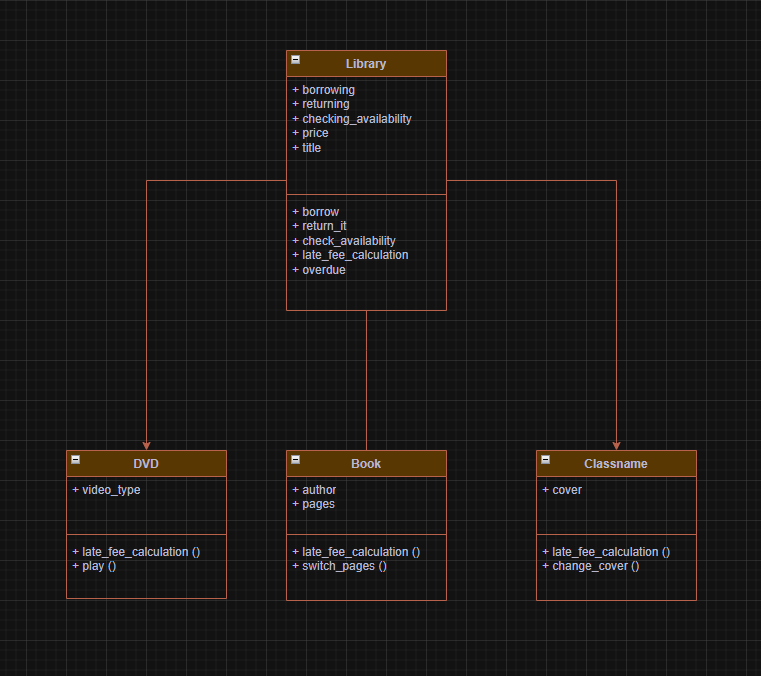 Library
+ borrowing
+ returning
+ checking_availability
+ price
+ title
+ borrow
+ return_it
+ check_availability
+ late_fee_calculation
+ overdue
DVD
+ video_type
+ late_fee_calculation ()
+ play ()
Book
+ author
+ pages
+ late_fee_calculation ()
+ switch_pages ()
Classname
+ cover
+ late_fee_calculation ()
+ change_cover ()